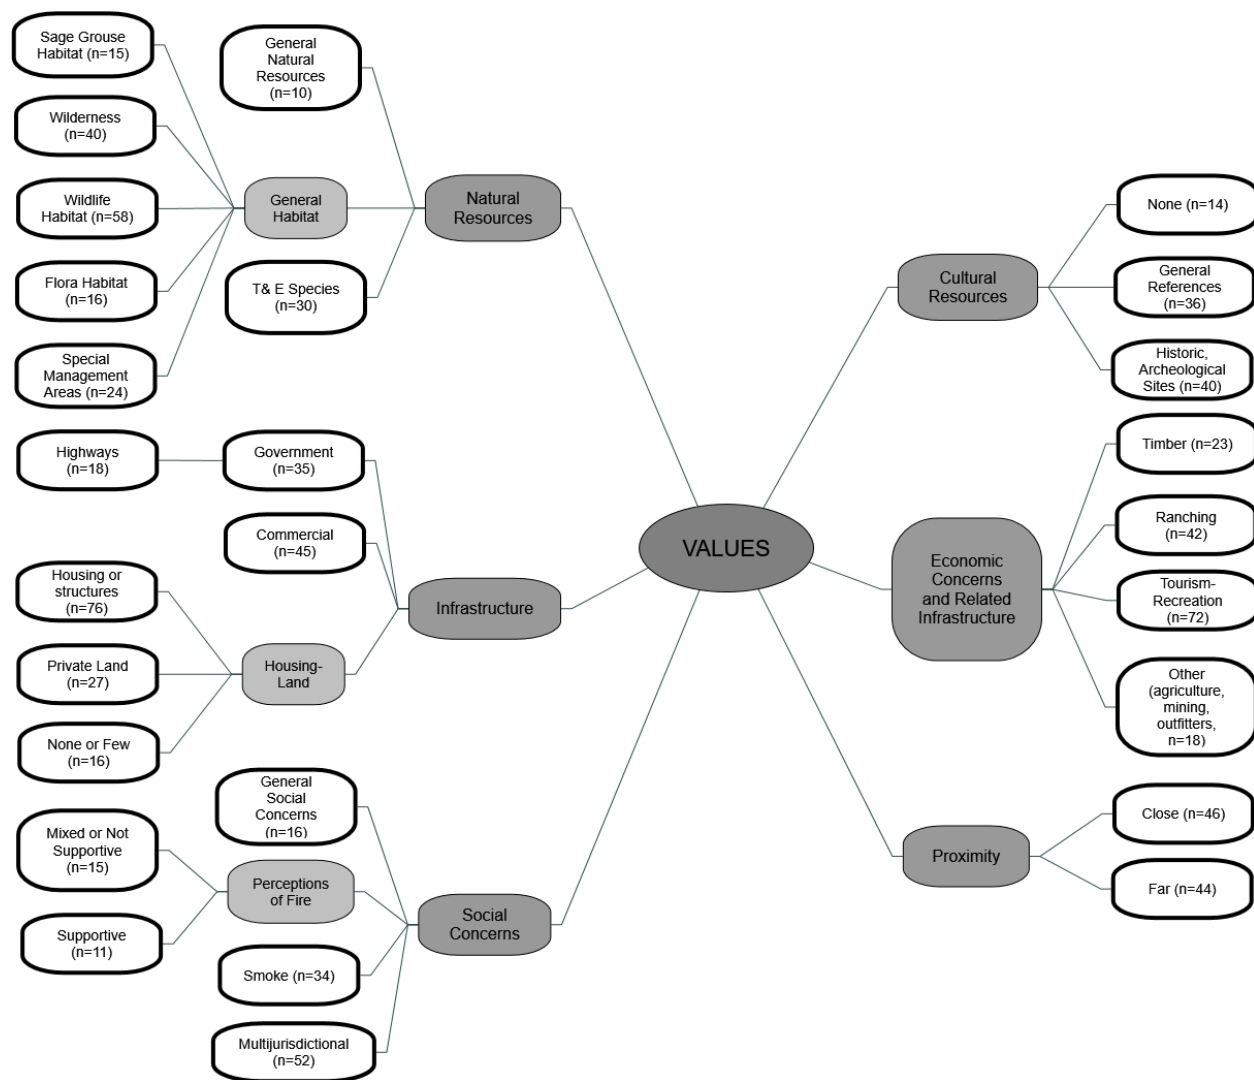 Sage Grouse
Habitat (n=15)
Wilderness
(n=40)
Wildlife
Habitat (n=58)
Flora Habitat
(n=16)
Special
Management
Areas (n=24)
General
Natural
Resources
(n=10)
General
Habitat
T& E Species
(n=30)
Natural
Resources
Highways
(n=18)
Government
(n=35)
Commercial
(n=45)
Housing or
structures
(n=76)
Private Land
(n=27)
None or Few
(n=16)
Housing-
Land
Infrastructure
General
Social
Concerns
(n=16)
Mixed or Not
Supportive
(n=15)
Supportive
(n=11)
Perceptions
of Fire
Smoke (n=34)
Multijurisdictional
(n=52)
Social
Concerns
VALUES
Cultural
Resources
None (n=14)
General
References
(n=36)
Historic,
Archeological
Sites (n=40)
Economic
Concerns
and Related
Infrastructure
Timber (n=23)
Ranching
(n=42)
Tourism-
Recreation
(n=72)
Other
(agriculture,
mining,
outfitters,
n=18)
Proximity
Close (n=46)
Far (n=44)